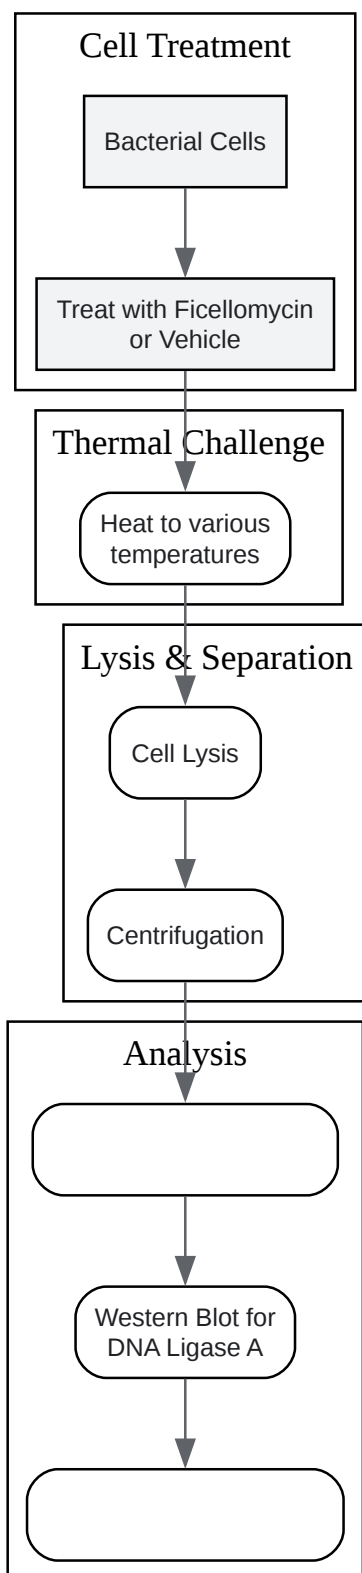 Cell Treatment
Bacterial Cells
Treat with Ficellomycin
or Vehicle
Thermal Challenge
Heat to various
temperatures
Lysis & Separation
Cell Lysis
Centrifugation
Analysis
Western Blot for
DNA Ligase A